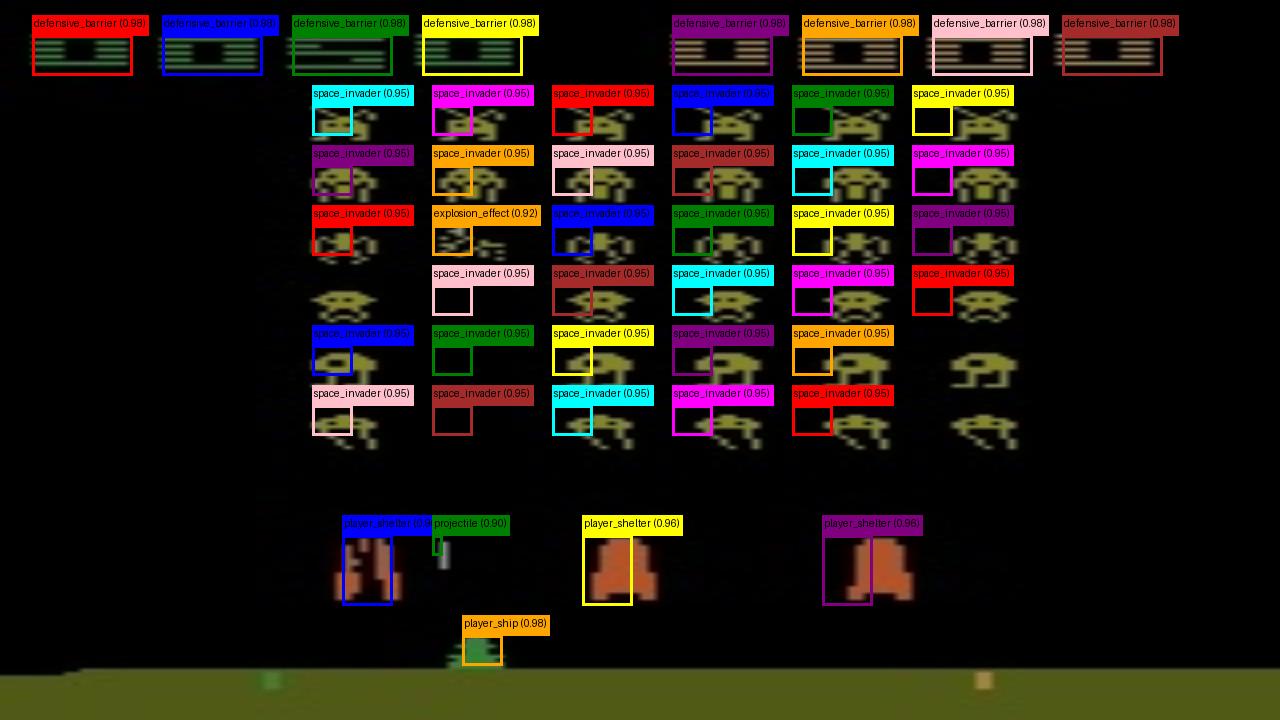 defensive_barrier (0.98) defensive_barrier (0.98) defensive_barrier (0.98) defensive_barrier (0.98) defensive_barrier (0.98) defensive_barrier (0.98) defensive_barrier (0.98) defensive_barrier (0.98)
space_invader (0.95) space_invader (0.95) space_invader (0.95) space_invader (0.95) space_invader (0.95) space_invader (0.95)
space_invader (0.95) space_invader (0.95) space_invader (0.95) space_invader (0.95) space_invader (0.95) space_invader (0.95)
space_invader (0.95) explosion_effect (0.92) space_invader (0.95) space_invader (0.95) space_invader (0.95) space_invader (0.95)
space_invader (0.95) space_invader (0.95) space_invader (0.95) space_invader (0.95) space_invader (0.95)
space_invader (0.95) space_invader (0.95) space_invader (0.95) space_invader (0.95) space_invader (0.95)
space_invader (0.95) space_invader (0.95) space_invader (0.95) space_invader (0.95) space_invader (0.95)
player_shelter projectile (0.90) player_shelter (0.96) player_shelter (0.96)
player_ship (0.98)